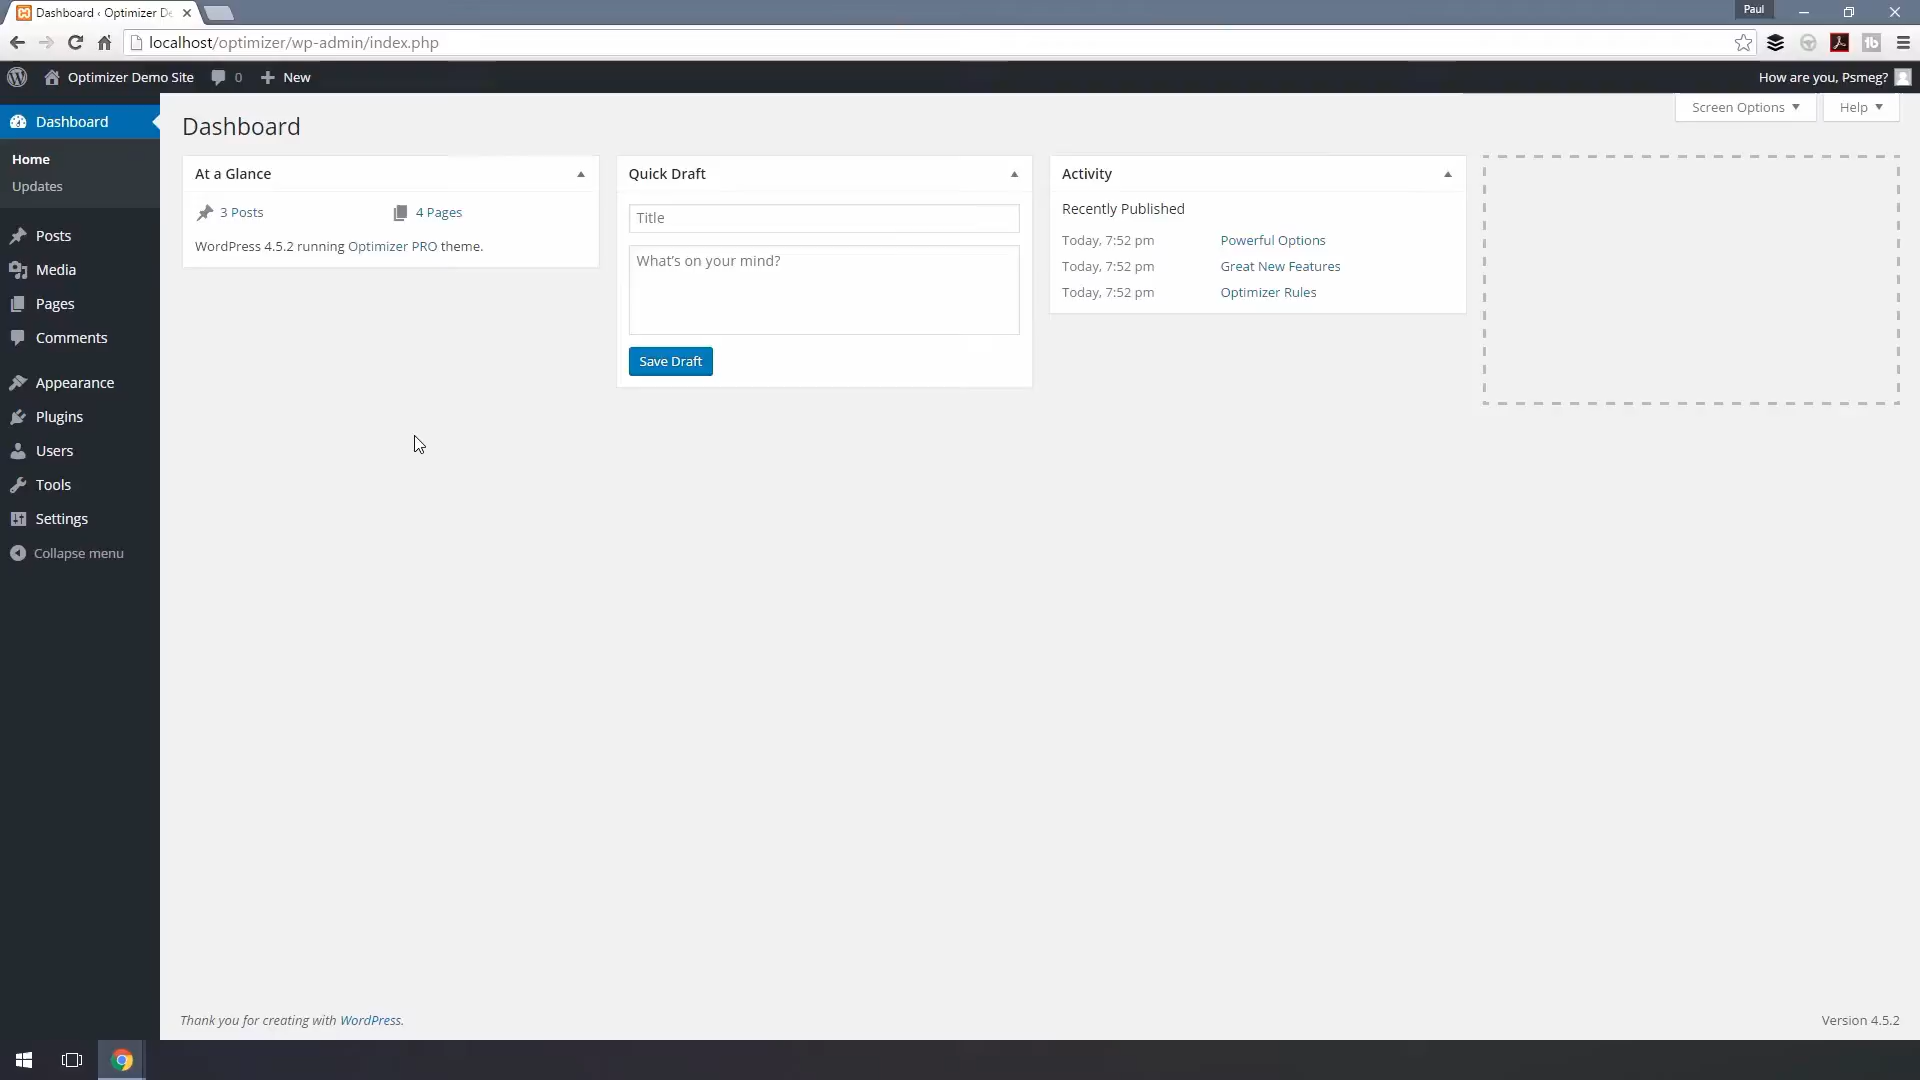 Dashboard ‹ Optimizer De
Paul
localhost/optimizer/wp-admin/index.php
Optimizer Demo Site
0
New
How are you, Psmeg?
Dashboard
Home
Updates
Posts
Media
Pages
Comments
Appearance
Plugins
Users
Tools
Settings
Collapse menu
Screen Options
Help
Dashboard
At a Glance
3 Posts
4 Pages
WordPress 4.5.2 running Optimizer PRO theme.
Quick Draft
Title
What's on your mind?
Save Draft
Activity
Recently Published
Today, 7:52 pm Powerful Options
Today, 7:52 pm Great New Features
Today, 7:52 pm Optimizer Rules
Thank you for creating with WordPress.
Version 4.5.2